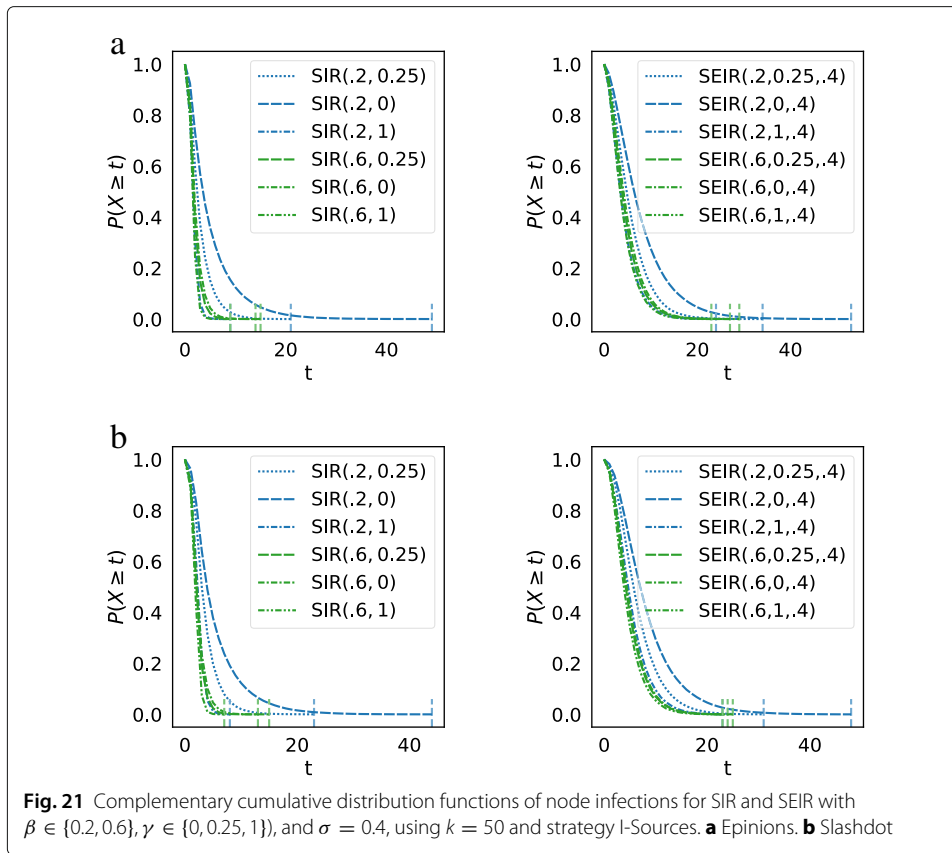 a
1.0
0.8
0.6
0.4
0.2
0.0
P(X ≥ t)
0
20
40
t
SIR(.2, 0.25)
SIR(.2, 0)
SIR(.2, 1)
SIR(.6, 0.25)
SIR(.6, 0)
SIR(.6, 1)
1.0
0.8
0.6
0.4
0.2
0.0
P(X ≥ t)
0
20
40
t
SEIR(.2,0.25,.4)
SEIR(.2,0,.4)
SEIR(.2,1,.4)
SEIR(.6,0.25,.4)
SEIR(.6,0,.4)
SEIR(.6,1,.4)
b
1.0
0.8
0.6
0.4
0.2
0.0
P(X ≥ t)
0
20
40
t
SIR(.2, 0.25)
SIR(.2, 0)
SIR(.2, 1)
SIR(.6, 0.25)
SIR(.6, 0)
SIR(.6, 1)
1.0
0.8
0.6
0.4
0.2
0.0
P(X ≥ t)
0
20
40
t
SEIR(.2,0.25,.4)
SEIR(.2,0,.4)
SEIR(.2,1,.4)
SEIR(.6,0.25,.4)
SEIR(.6,0,.4)
SEIR(.6,1,.4)
Fig. 21 Complementary cumulative distribution functions of node infections for SIR and SEIR with
β ∈ {0.2, 0.6}, γ ∈ {0, 0.25, 1}), and σ = 0.4, using k = 50 and strategy I-Sources. a Epinions. b Slashdot